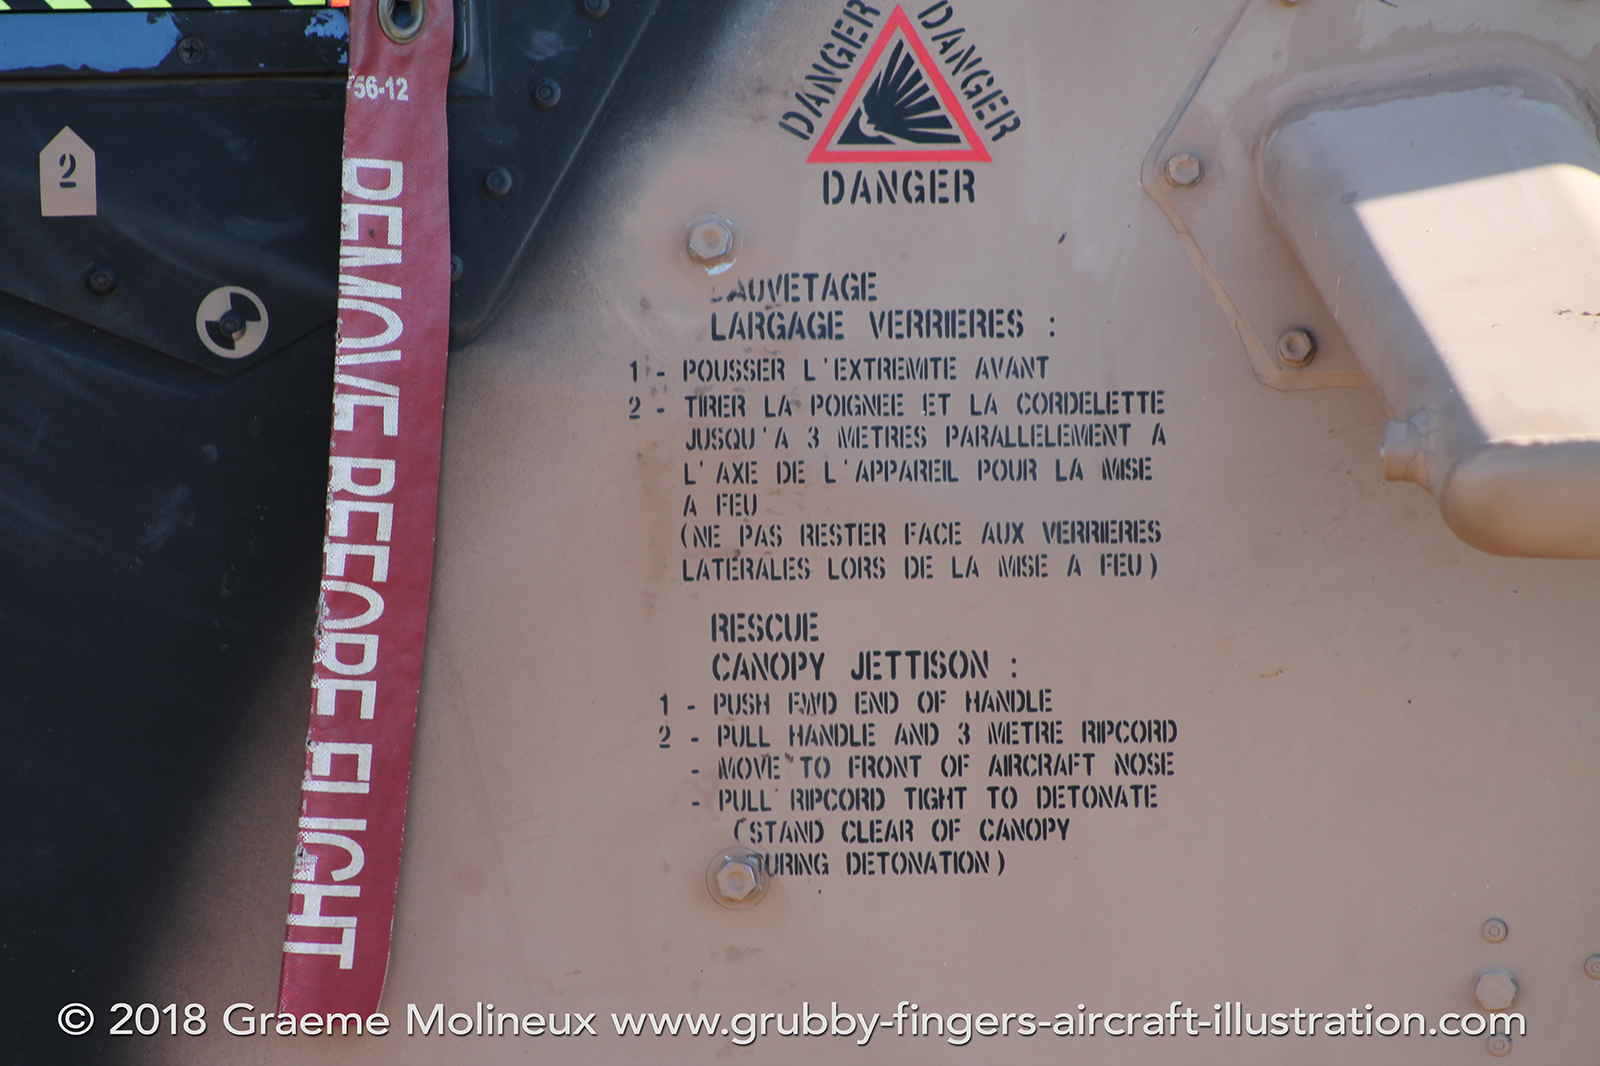 56-12
REMOVE BEFORE FLIGHT
2
DANGER
DANGER
DANGER
SAUVETAGE
LARGAGE VERRIERES :
1 - POUSSER L'EXTREMITE AVANT
2 - TIRER LA POIGNEE ET LA CORDELETTE
JUSQU'A 3 METRES PARALLELEMENT A
L'AXE DE L'APPAREIL POUR LA MISE
A FEU
(NE PAS RESTER FACE AUX VERRIERES
LATERALES LORS DE LA MISE A FEU)
RESCUE
CANOPY JETTISON :
1 - PUSH FWD END OF HANDLE
2 - PULL HANDLE AND 3 METRE RIPCORD
- MOVE TO FRONT OF AIRCRAFT NOSE
- PULL RIPCORD TIGHT TO DETONATE
(STAND CLEAR OF CANOPY
DURING DETONATION)
© 2018 Graeme Molineux www.grubby-fingers-aircraft-illustration.com